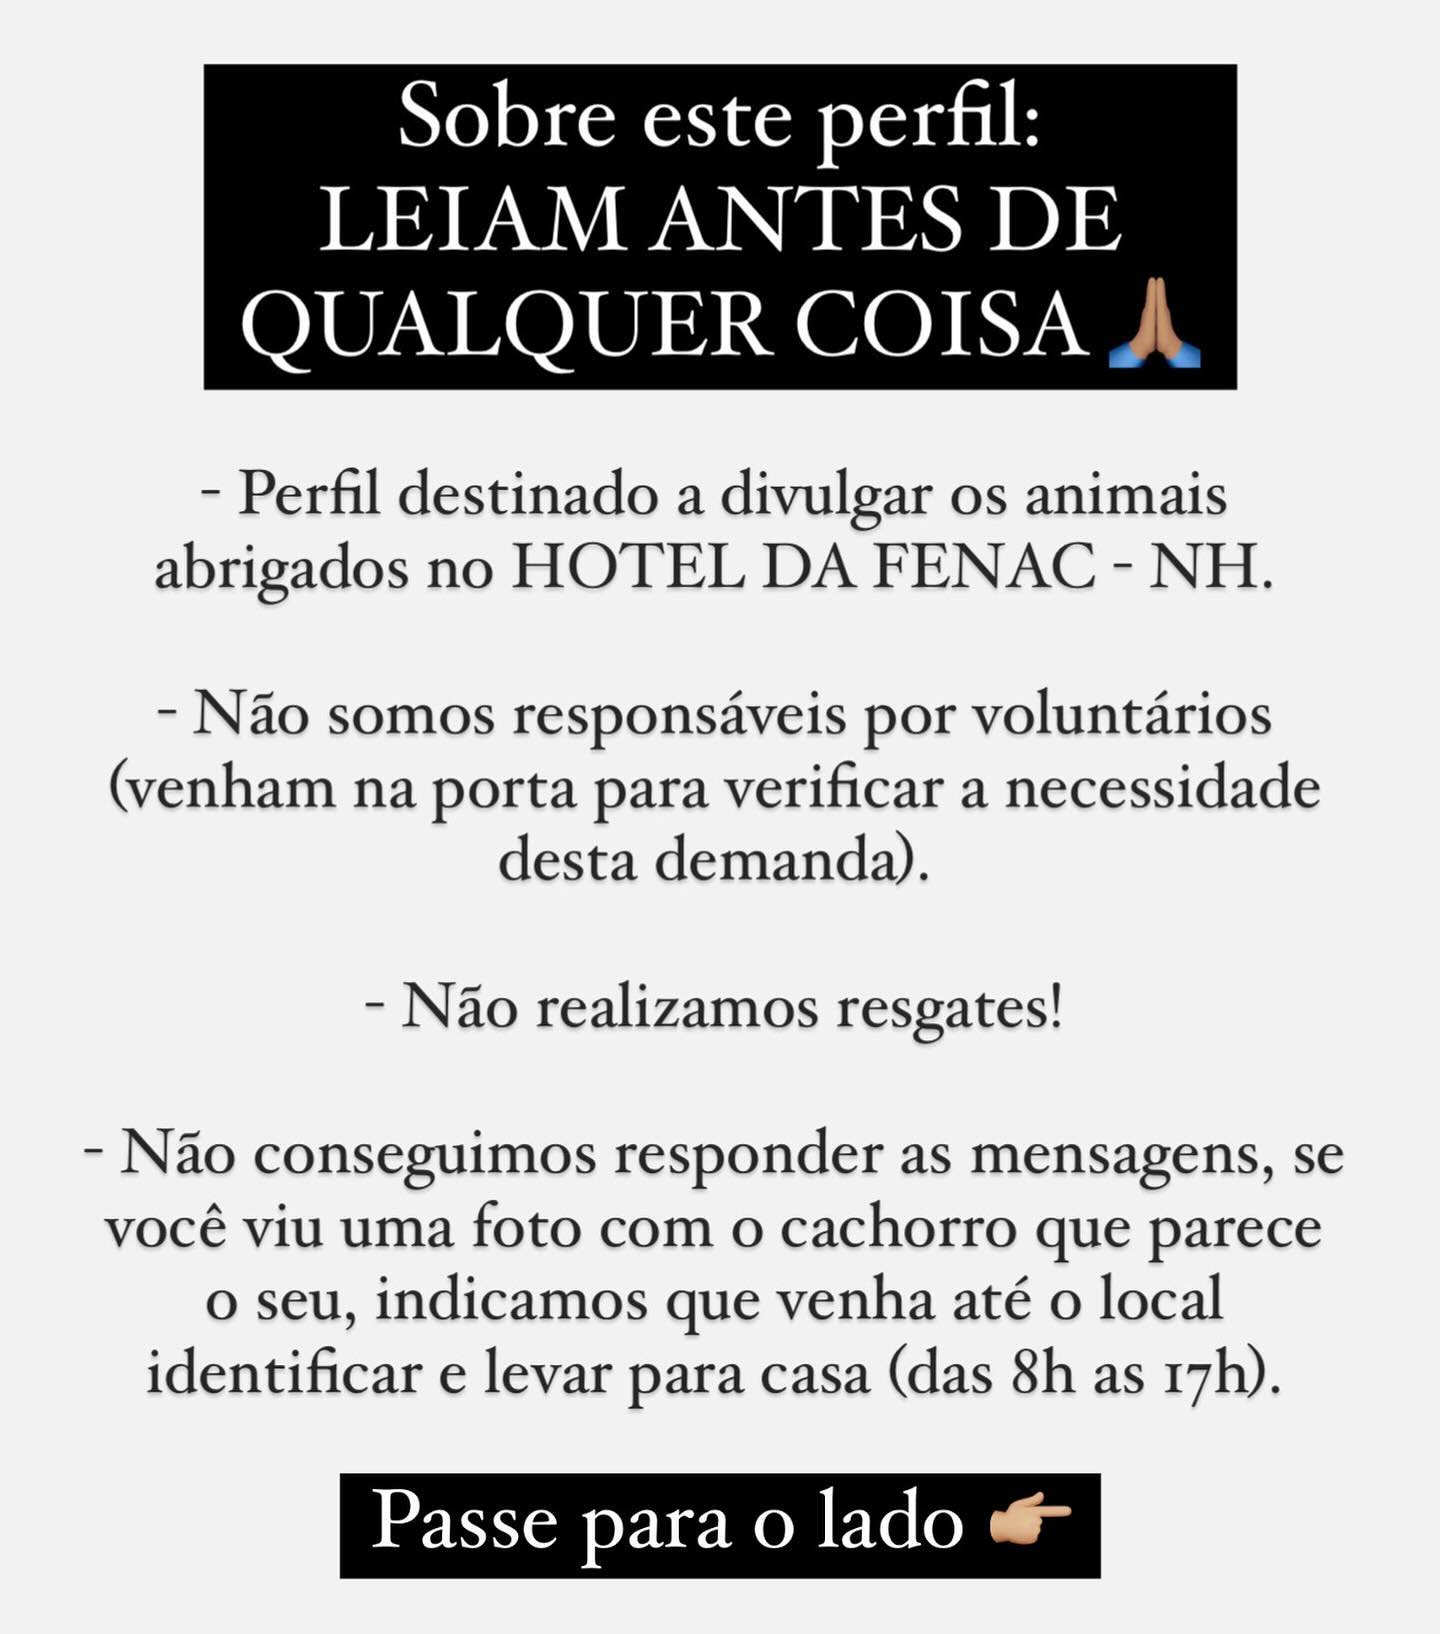 Sobre este perfil:
LEIAM ANTES DE
QUALQUER COISA🙏🏽
- Perfil destinado a divulgar os animais
abrigados no HOTEL DA FENAC - NH.
- Não somos responsáveis por voluntários
(venham na porta para verificar a necessidade
desta demanda).
- Não realizamos resgates!
- Não conseguimos responder as mensagens, se
você viu uma foto com o cachorro que parece
o seu, indicamos que venha até o local
identificar e levar para casa (das 8h as 17h).
Passe para o lado 👉🏼